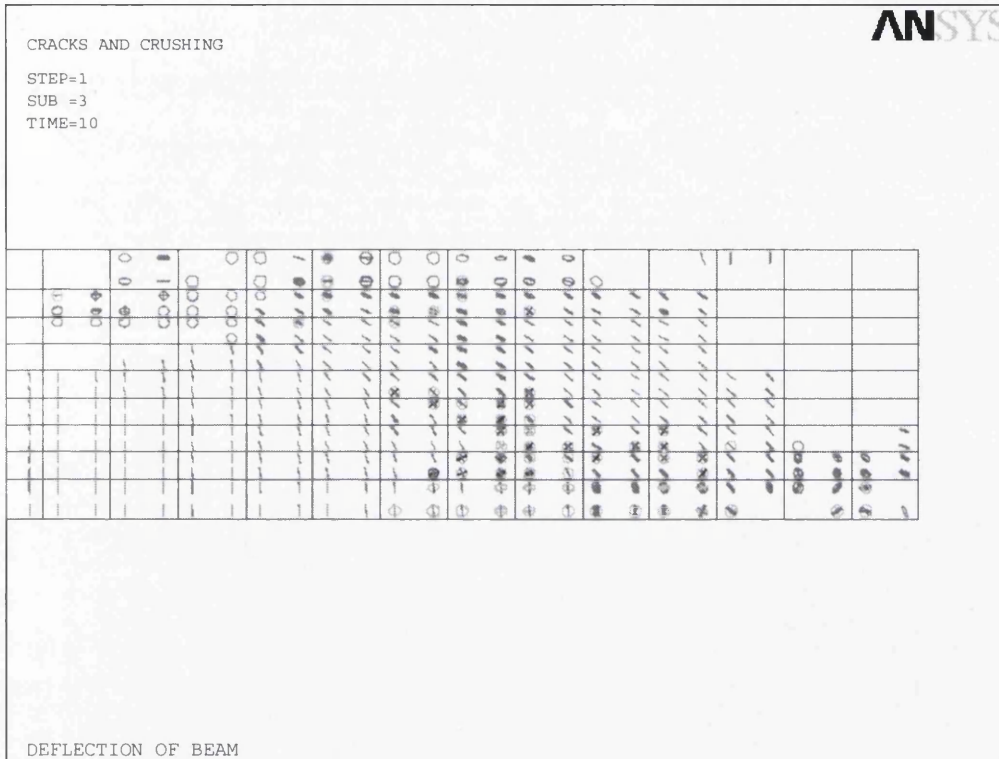 ANSYS
CRACKS AND CRUSHING
STEP=1
SUB =3
TIME=10
DEFLECTION OF BEAM